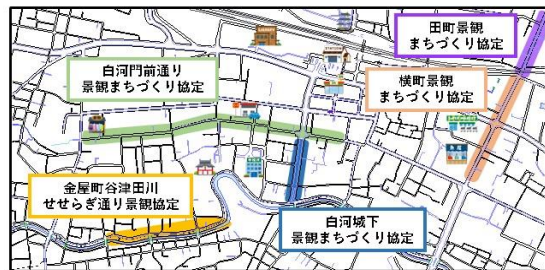 田町景観
まちづくり協定
白河門前通り
景観まちづくり協定
横町景観
まちづくり協定
金屋町谷津田川
せせらぎ通り景観協定
白河城下
景観まちづくり協定